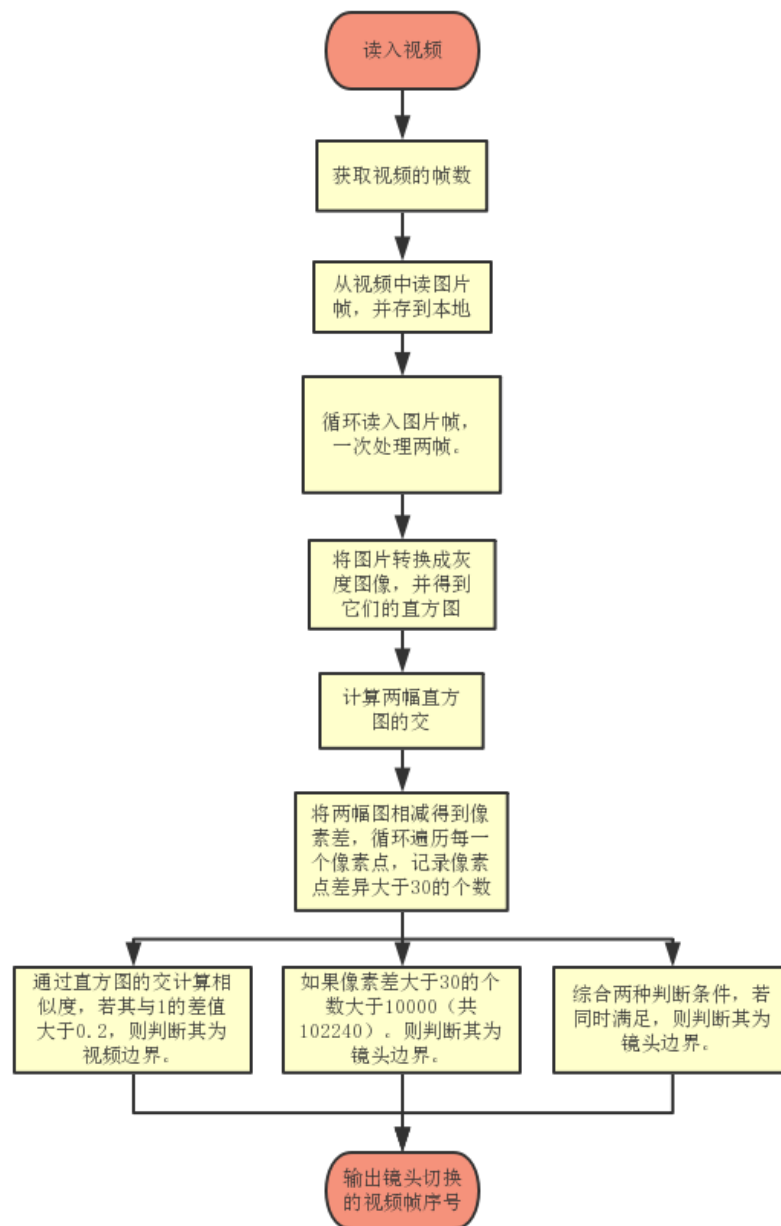 读入视频
获取视频的帧数
从视频中读图片
帧，并存到本地
循环读入图片帧，
一次处理两帧。
将图片转换成灰
度图像，并得到
它们的直方图
计算两幅直方
图的交
将两幅图相减得到像
素差，循环遍历每一
个像素点，记录像素
点差异大于30的个数
通过直方图的交计算相
似度，若其与1的差值
大于0.2，则判断其为
视频边界。
如果像素差大于30的个
数大于10000（共
102240）。则判断其为
镜头边界。
综合两种判断条件，若
同时满足，则判断其为
镜头边界。
输出镜头切换
的视频帧序号